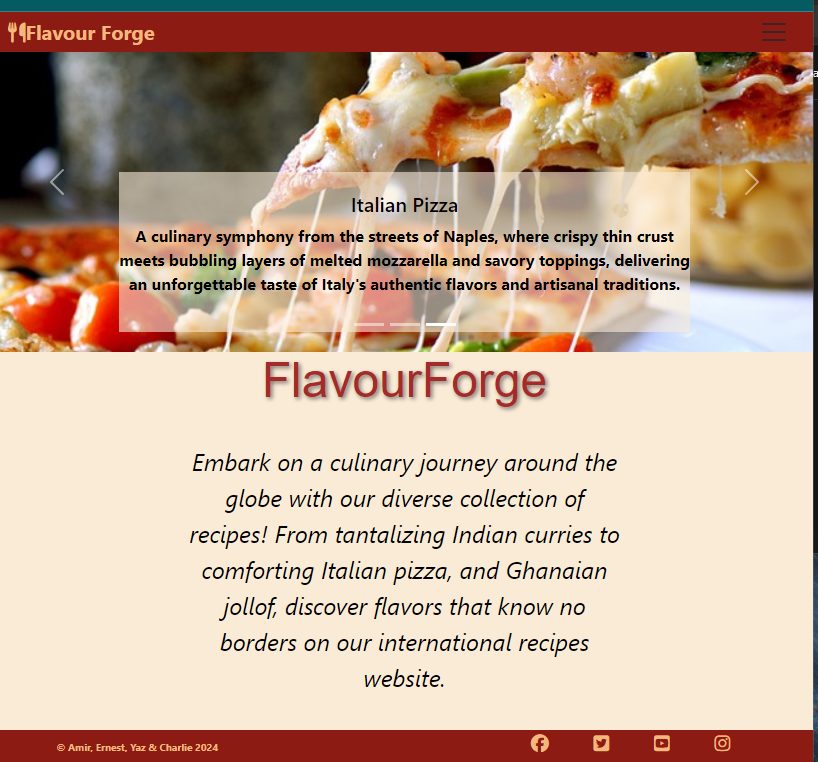 Flavour Forge
Italian Pizza
A culinary symphony from the streets of Naples, where crispy thin crust
meets bubbling layers of melted mozzarella and savory toppings, delivering
an unforgettable taste of Italy's authentic flavors and artisanal traditions.
FlavourForge
Embark on a culinary journey around the
globe with our diverse collection of
recipes! From tantalizing Indian curries to
comforting Italian pizza, and Ghanaian
jollof, discover flavors that know no
borders on our international recipes
website.
© Amir, Ernest, Yaz & Charlie 2024